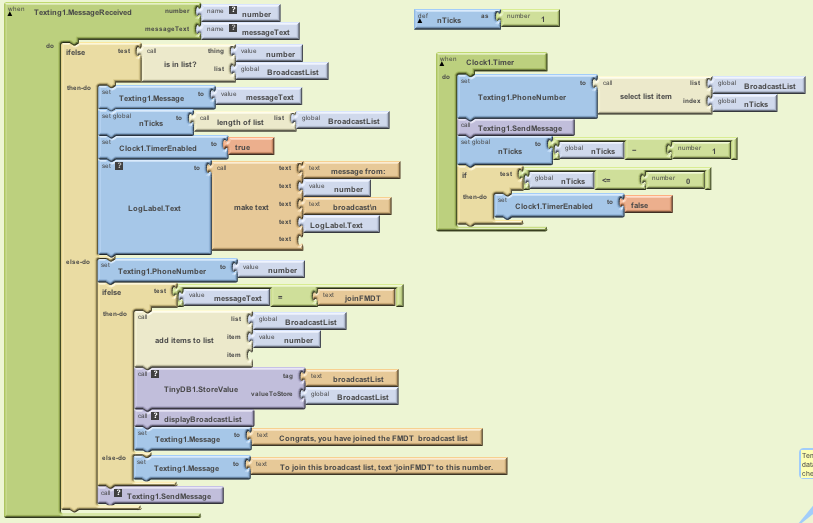 when Texting1.MessageReceived number name ? number
messageText name ? messageText
do ifelse test call is in list? thing value number
list global BroadcastList
then-do set Texting1.Message to value messageText
set global nTicks to call length of list list global BroadcastList
set Clock1.TimerEnabled to true
set ? LogLabel.Text to call make text text text message from:
text value number
text text broadcast\n
text LogLabel.Text
text
else-do set Texting1.PhoneNumber to value number
ifelse test value messageText = text joinFMDT
then-do call add items to list list global BroadcastList
item value number
item
call ? TinyDB1.StoreValue tag text broadcastList
valueToStore global BroadcastList
call ? displayBroadcastList
set Texting1.Message to text Congrats, you have joined the FMDT broadcast list
else-do set Texting1.Message to text To join this broadcast list, text 'joinFMDT' to this number.
call ? Texting1.SendMessage
def nTicks as number 1
when Clock1.Timer
do set Texting1.PhoneNumber to call select list item list global BroadcastList
index global nTicks
call Texting1.SendMessage
set global nTicks to global nTicks − number 1
if test global nTicks <= number 0
then-do set Clock1.TimerEnabled to false
data
che